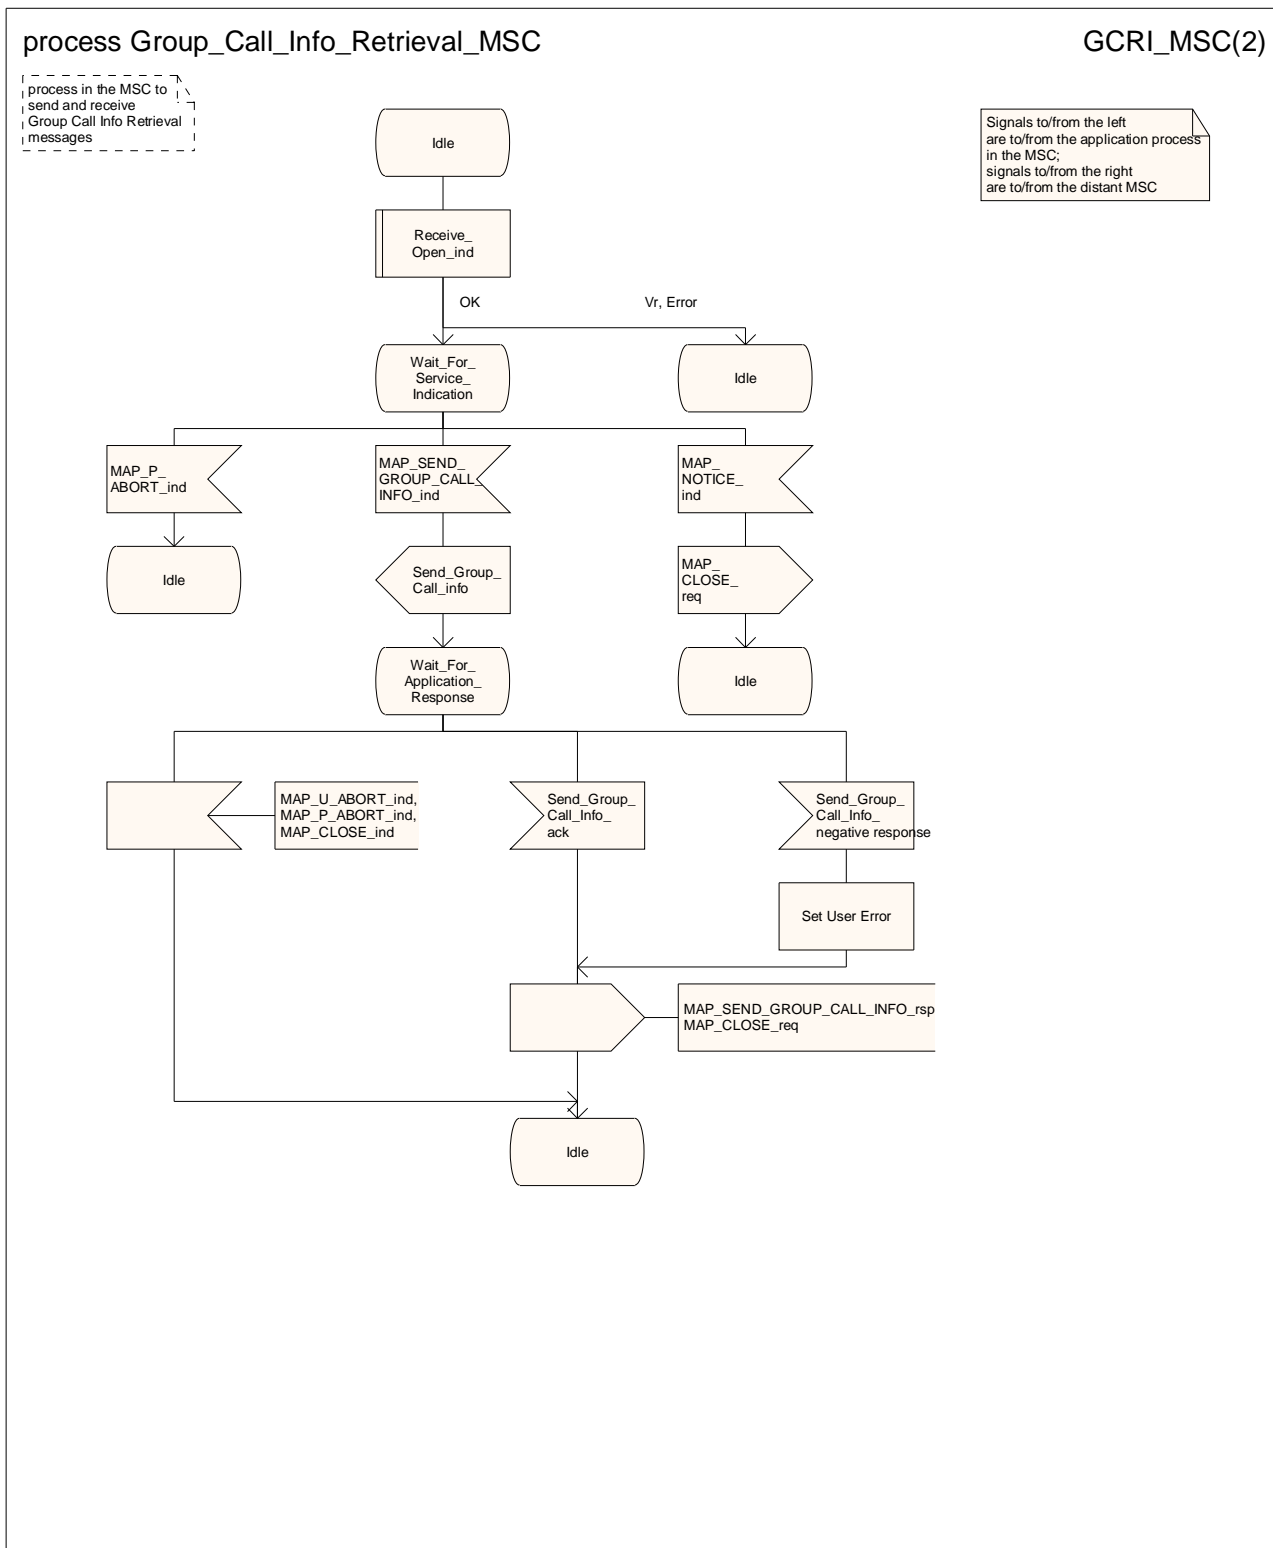 process Group_Call_Info_Retrieval_MSC
GCRI_MSC(2)
process in the MSC to
send and receive
Group Call Info Retrieval
messages
Signals to/from the left
are to/from the application process
in the MSC;
signals to/from the right
are to/from the distant MSC
Idle
Receive_
Open_ind
OK
Vr, Error
Wait_For_
Service_
Indication
Idle
MAP_P_
ABORT_ind
MAP_SEND_
GROUP_CALL_
INFO_ind
MAP_
NOTICE_
ind
Idle
Send_Group_
Call_info
MAP_
CLOSE_
req
Wait_For_
Application_
Response
Idle
MAP_U_ABORT_ind,
MAP_P_ABORT_ind,
MAP_CLOSE_ind
Send_Group_
Call_Info_
ack
Send_Group_
Call_Info_
negative response
Set User Error
MAP_SEND_GROUP_CALL_INFO_rsp
MAP_CLOSE_req
Idle